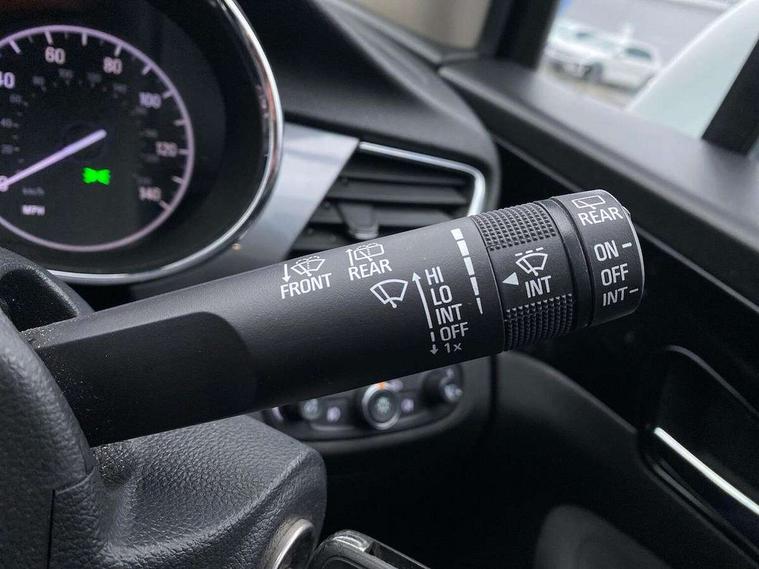 40
60
80
100
120
140
km/h
MPH
FRONT
REAR
HI
LO
INT
OFF
1x
INT
REAR
ON
OFF
INT